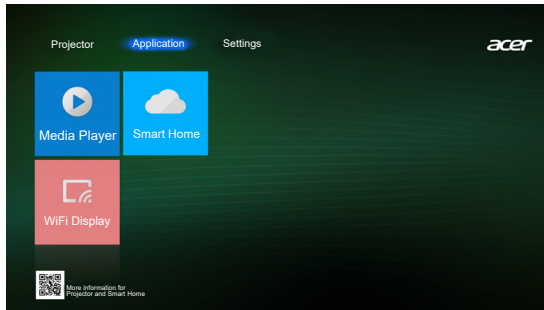 Projector Application Settings
acer
Media Player Smart Home
WiFi Display
More information for
Projector and Smart Home